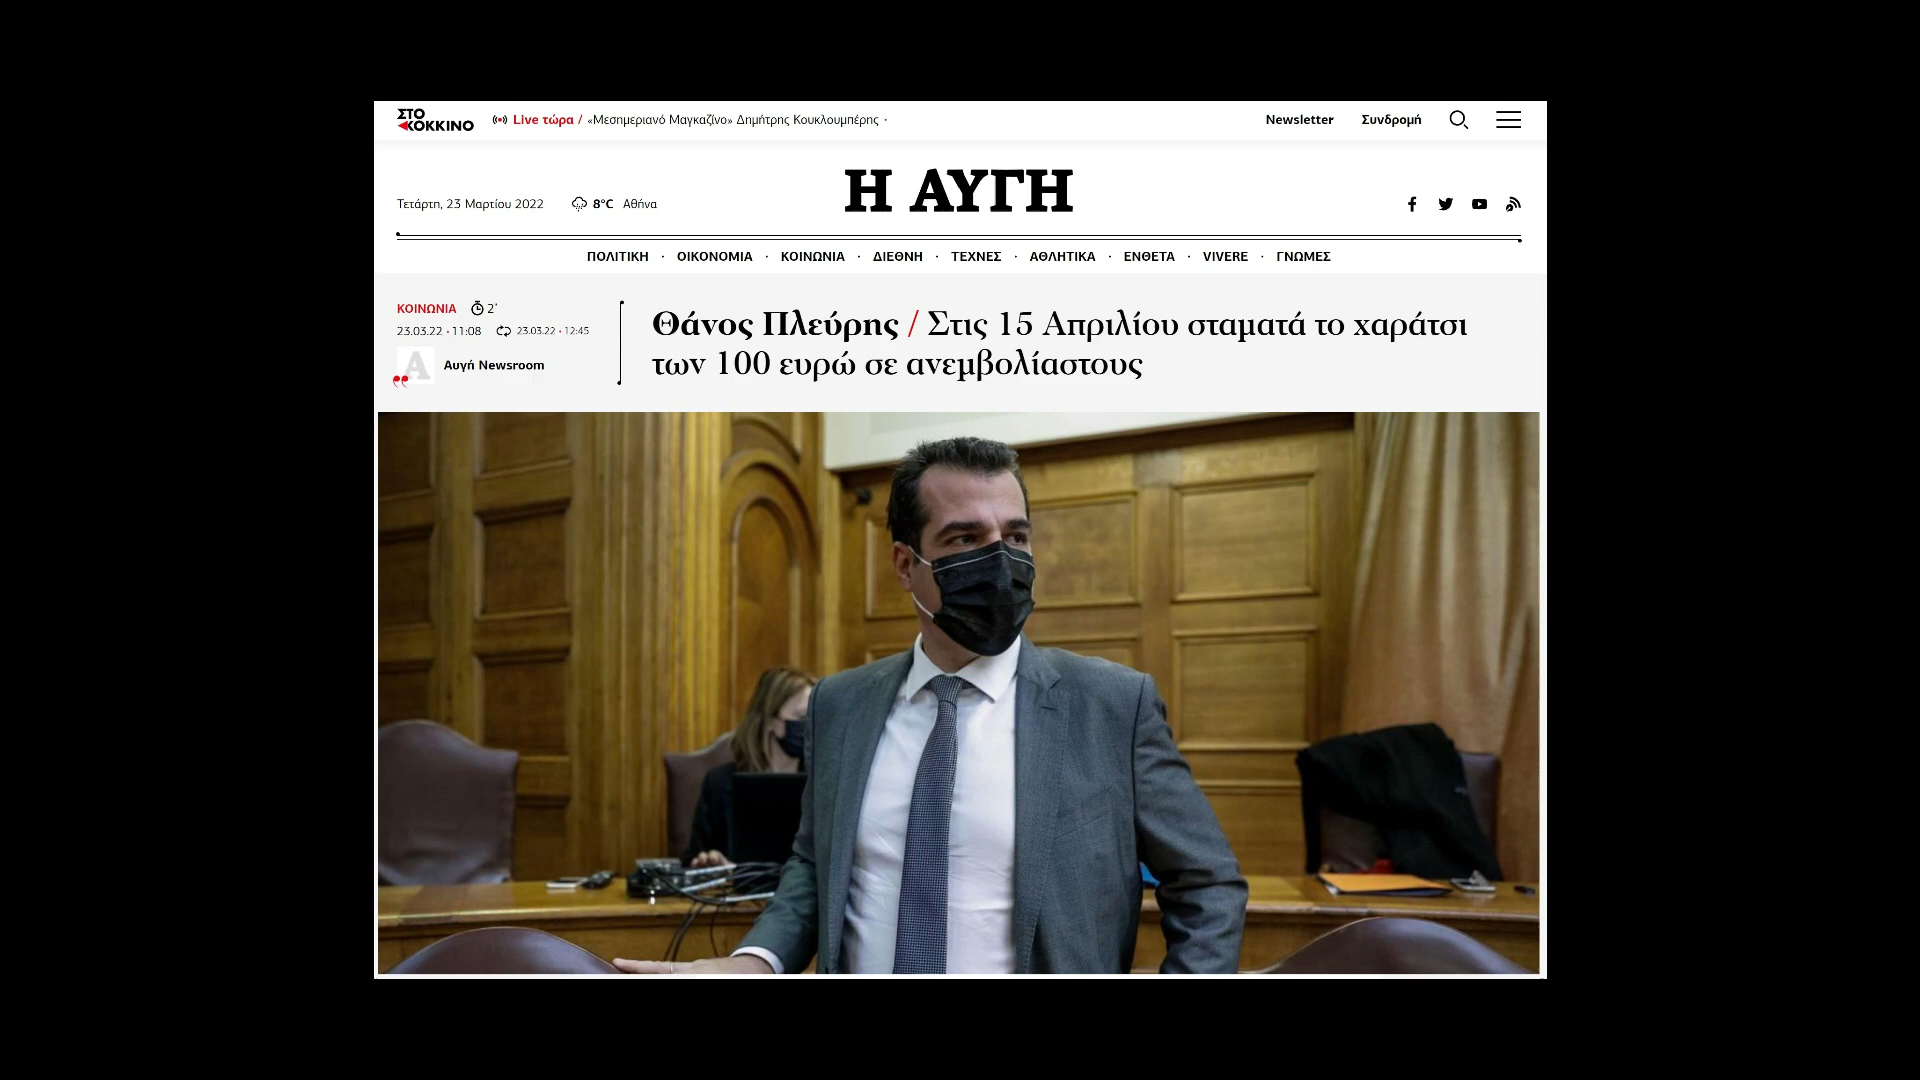 ΣΤΟ
ΚΟΚΚΙΝΟ
Live τώρα / «Μεσημεριανό Μαγκαζίνο» Δημήτρης Κουκλουμπέρης ·
Newsletter Συνδρομή
Τετάρτη, 23 Μαρτίου 2022 8°C Αθήνα
Η ΑΥΓΗ
ΠΟΛΙΤΙΚΗ · ΟΙΚΟΝΟΜΙΑ · ΚΟΙΝΩΝΙΑ · ΔΙΕΘΝΗ · ΤΕΧΝΕΣ · ΑΘΛΗΤΙΚΑ · ΕΝΘΕΤΑ · VIVERE · ΓΝΩΜΕΣ
ΚΟΙΝΩΝΙΑ 2'
23.03.22 · 11:08 23.03.22 · 12:45
Α Αυγή Newsroom
Θάνος Πλεύρης / Στις 15 Απριλίου σταματά το χαράτσι
των 100 ευρώ σε ανεμβολίαστους